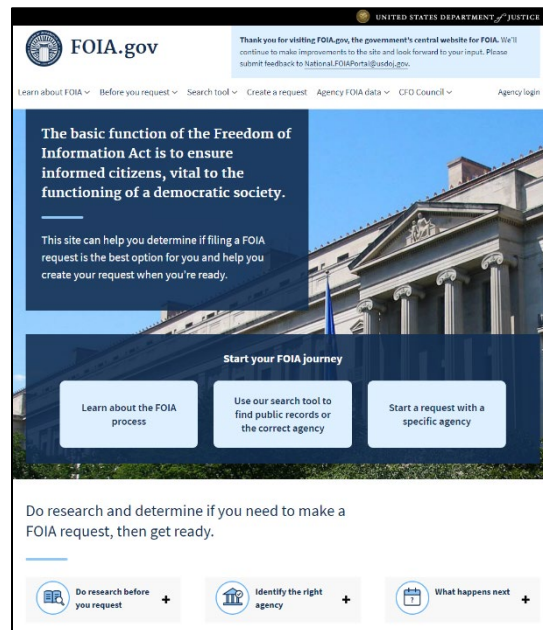 UNITED STATES DEPARTMENT of JUSTICE
FOIA.gov
Thank you for visiting FOIA.gov, the government's central website for FOIA. We'll
continue to make improvements to the site and look forward to your input. Please
submit feedback to National.FOIAPortal@usdoj.gov.
Learn about FOIA Before you request Search tool Create a request Agency FOIA data CFO Council Agency login
The basic function of the Freedom of
Information Act is to ensure
informed citizens, vital to the
functioning of a democratic society.
This site can help you determine if filing a FOIA
request is the best option for you and help you
create your request when you're ready.
Start your FOIA journey
Learn about the FOIA
process
Use our search tool to
find public records or
the correct agency
Start a request with a
specific agency
Do research and determine if you need to make a
FOIA request, then get ready.
Do research before
you request +
Identify the right
agency +
What happens next +
?